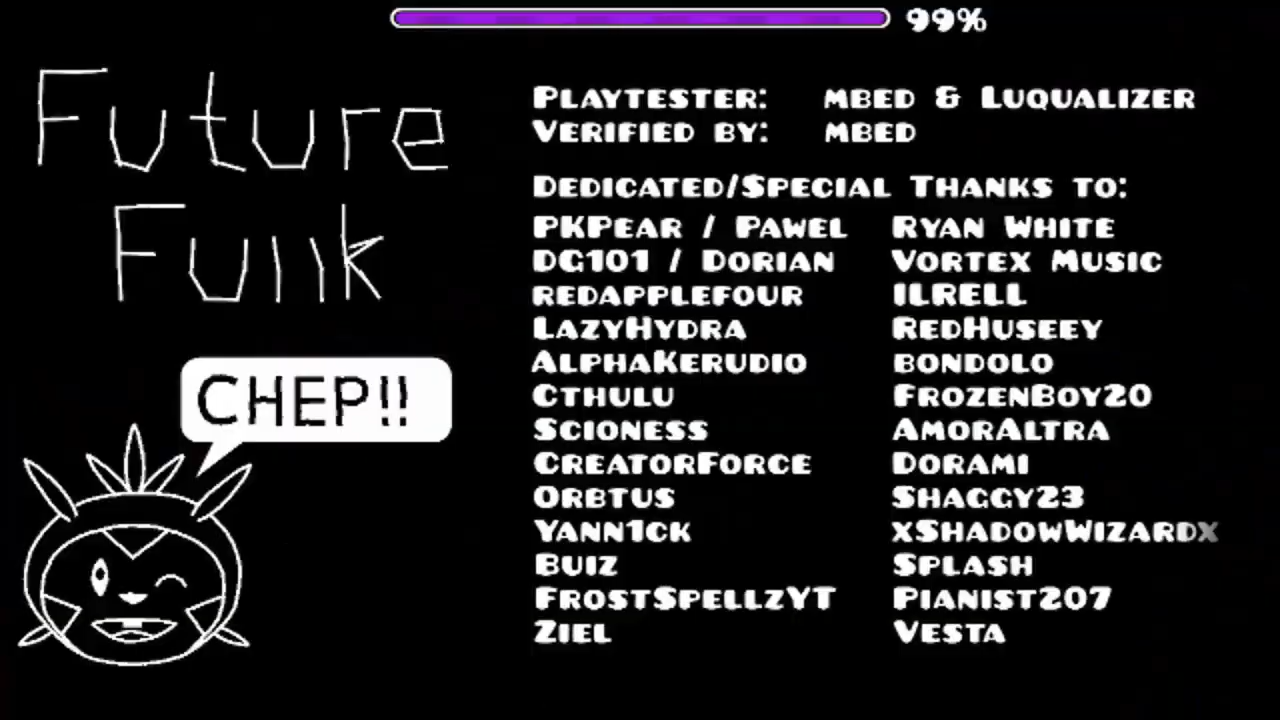 99%
Future
Funk
CHEP!!
PLAYTESTER: MBED & LUQUALIZER
VERIFIED BY: MBED
DEDICATED/SPECIAL THANKS TO:
PKPEAR / PAWEL RYAN WHITE
DG101 / DORIAN VORTEX MUSIC
REDAPPLEFOUR ILRELL
LAZYHYDRA REDHUSEEY
ALPHAKERUDIO BONDOLO
CTHULU FROZENBOY20
SCIONESS AMORALTRA
CREATORFORCE DORAMI
ORBTUS SHAGGY23
YANN1CK XSHADOWWIZARDX
BUIZ SPLASH
FROSTSPELLZYT PIANIST207
ZIEL VESTA